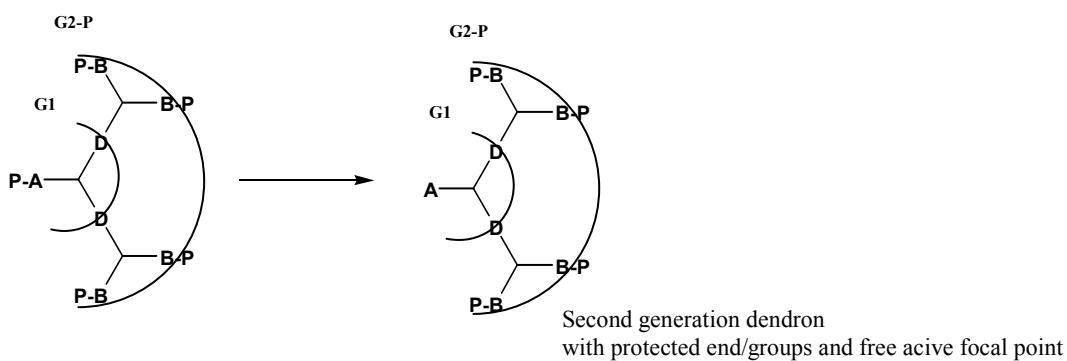 G2-P
P-B
G1
B-P
D
P-A
D
B-P
P-B
G2-P
P-B
G1
B-P
D
A
D
B-P
P-B
Second generation dendron
with protected end/groups and free acive focal point